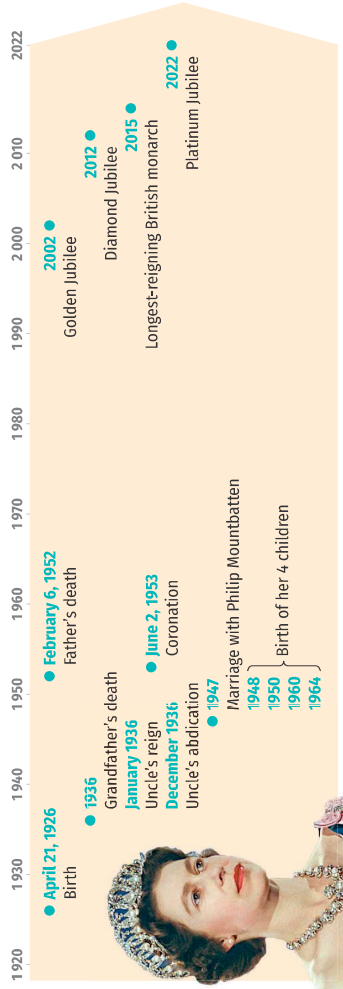 1920
1930
1940
1950
1960
1970
1980
1990
2000
2010
2022
April 21, 1926
Birth
February 6, 1952
Father's death
2002
Golden Jubilee
1936
Grandfather's death
January 1936
Uncle's reign
December 1936
Uncle's abdication
2012
Diamond Jubilee
June 2, 1953
Coronation
2015
Longest-reigning British monarch
2022
Platinum Jubilee
1947
Marriage with Philip Mountbatten
1948
1950
1960
1964
Birth of her 4 children